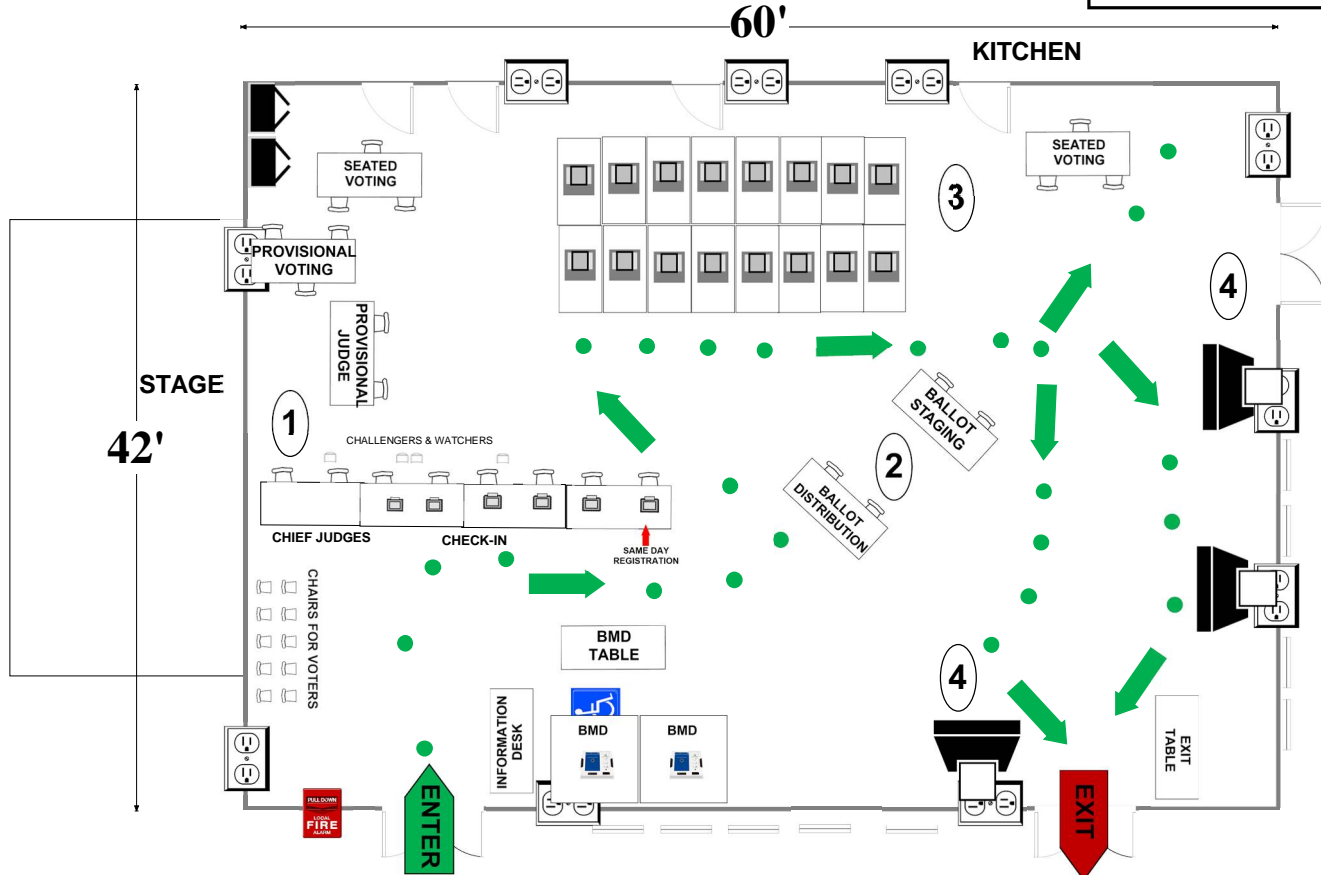 60'
KITCHEN
SEATED
VOTING
SEATED
VOTING
3
PROVISIONAL
VOTING
4
PROVISIONAL
JUDGE
STAGE
42'
1
CHALLENGERS & WATCHERS
BALLOT
STAGING
2
BALLOT
DISTRIBUTION
CHIEF JUDGES
CHECK-IN
SAME DAY
REGISTRATION
CHAIRS FOR VOTERS
BMD
TABLE
4
INFORMATION
DESK
BMD
BMD
EXIT
TABLE
PULL DOWN
LOCAL
FIRE
ALARM
ENTER
EXIT